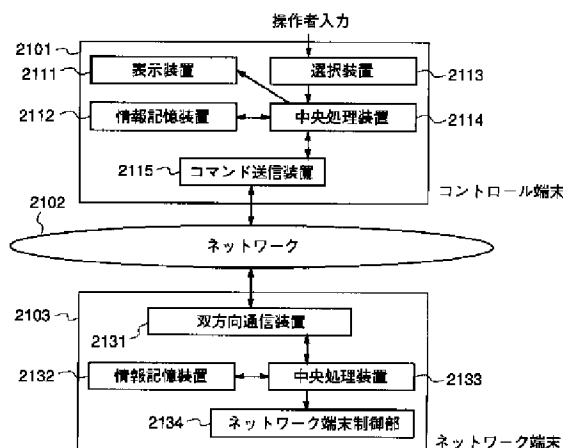 操作者入力
2101
2111
表示装置
選択装置
2113
2112
情報記憶装置
中央処理装置
2114
2115
コマンド送信装置
コントロール端末
2102
ネットワーク
2103
双方向通信装置
2131
2132
情報記憶装置
中央処理装置
2133
2134
ネットワーク端末制御部
ネットワーク端末